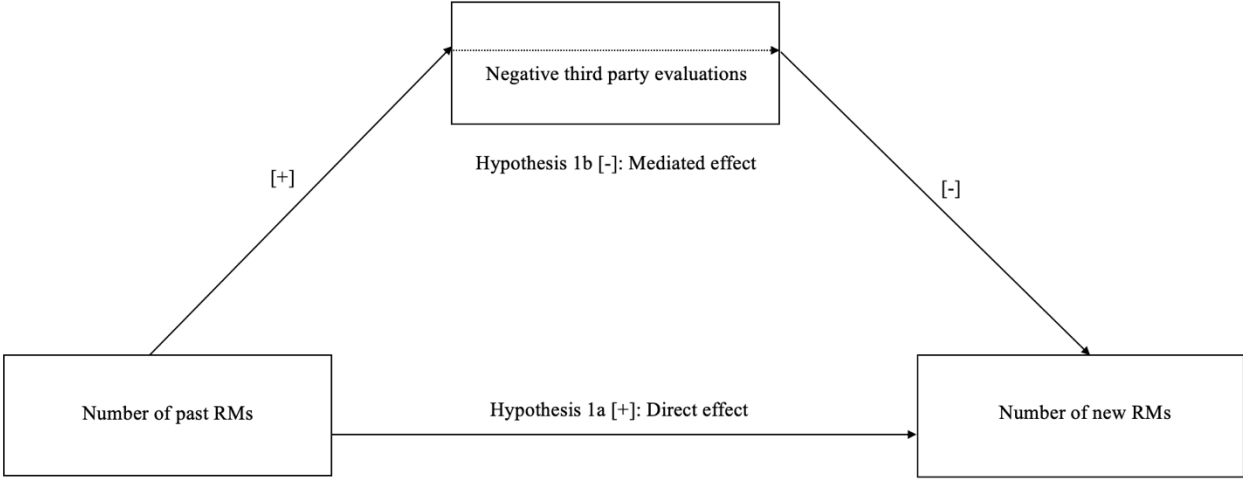 Negative third party evaluations
Hypothesis 1b [-]: Mediated effect
[+]
[-]
Number of past RMs
Hypothesis 1a [+]: Direct effect
Number of new RMs